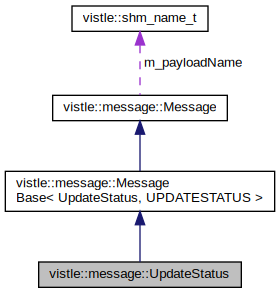 vistle::shm_name_t
m_payloadName
vistle::message::Message
vistle::message::Message
Base< UpdateStatus, UPDATESTATUS >
vistle::message::UpdateStatus